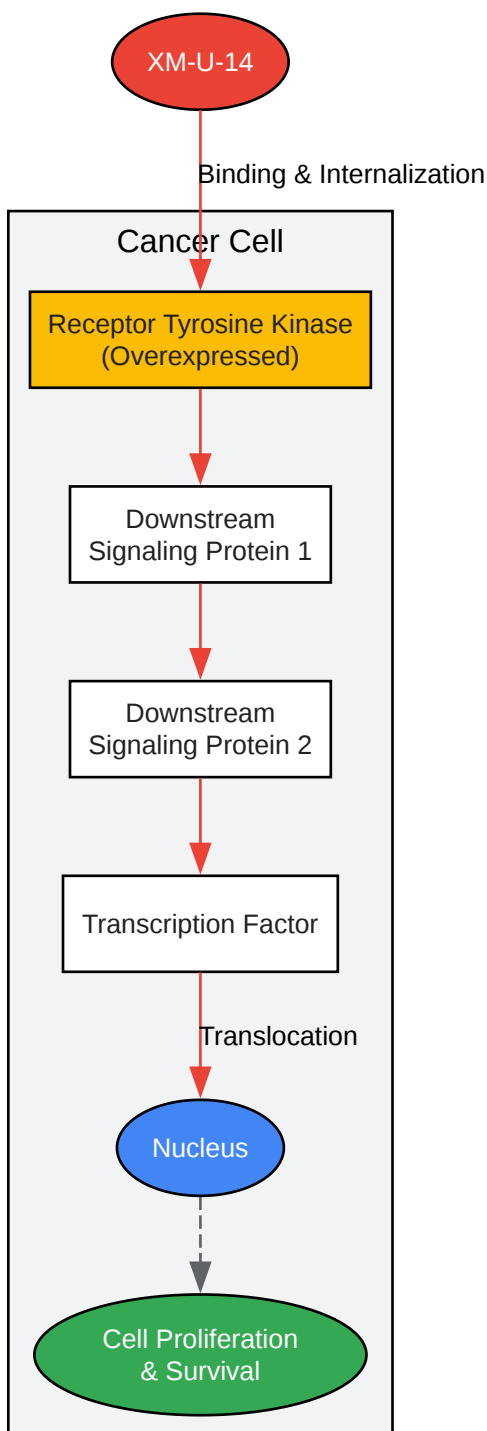 XM-U-14
Binding & Internalization
Cancer Cell
Receptor Tyrosine Kinase
(Overexpressed)
Downstream
Signaling Protein 1
Downstream
Signaling Protein 2
Transcription Factor
Translocation
Nucleus
Cell Proliferation
& Survival